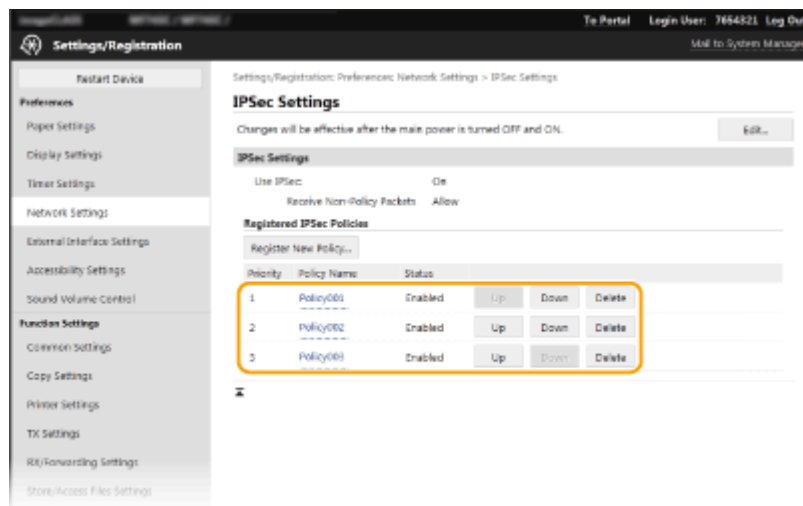 To Portal Login User: 7654321 Log Ou
Settings/Registration
Mail to System Manage
Restart Device
Preferences
Paper Settings
Display Settings
Timer Settings
Network Settings
External Interface Settings
Accessibility Settings
Sound Volume Control
Function Settings
Common Settings
Copy Settings
Printer Settings
TX Settings
RX/Forwarding Settings
Store/Access Files Settings
Settings/Registration: Preferences: Network Settings > IPSec Settings
IPSec Settings
Changes will be effective after the main power is turned OFF and ON.
Edit...
IPSec Settings
Use IPSec: On
Receive Non-Policy Packets Allow
Registered IPSec Policies
Register New Policy...
Priority Policy Name Status
1 Policy001 Enabled Up Down Delete
2 Policy002 Enabled Up Down Delete
3 Policy003 Enabled Up Down Delete